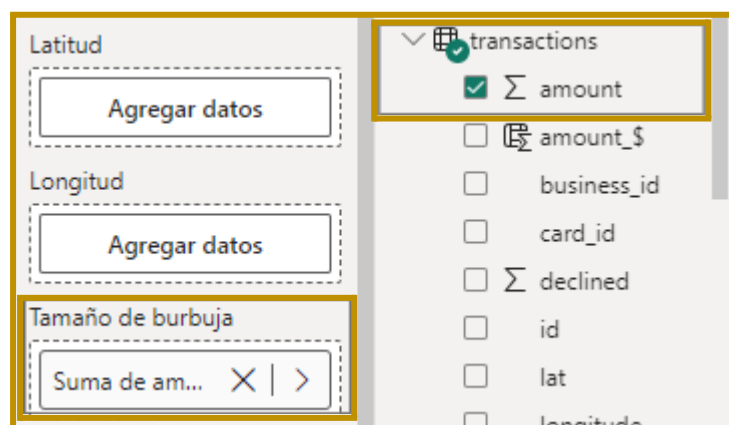 Latitud
Agregar datos
Longitud
Agregar datos
Tamaño de burbuja
Suma de am...
transactions
∑ amount
amount_$
business_id
card_id
∑ declined
id
lat
longitude